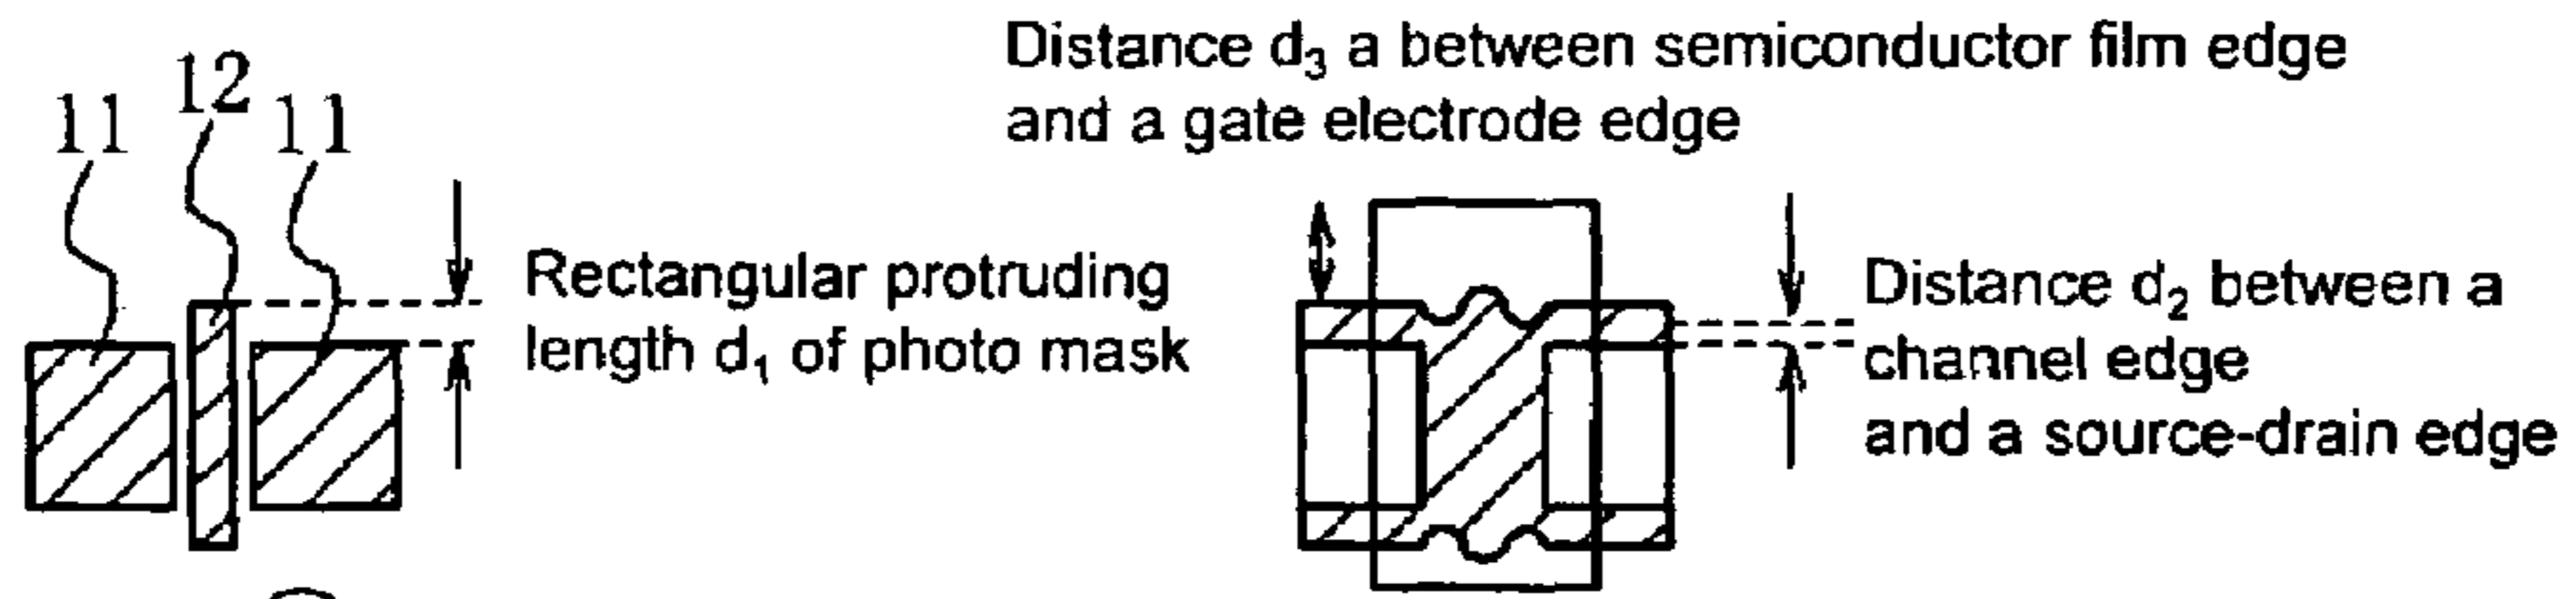 Distance d₃ a between semiconductor film edge
and a gate electrode edge
12
11 11
Rectangular protruding
length d₁ of photo mask
Distance d₂ between a
channel edge
and a source-drain edge